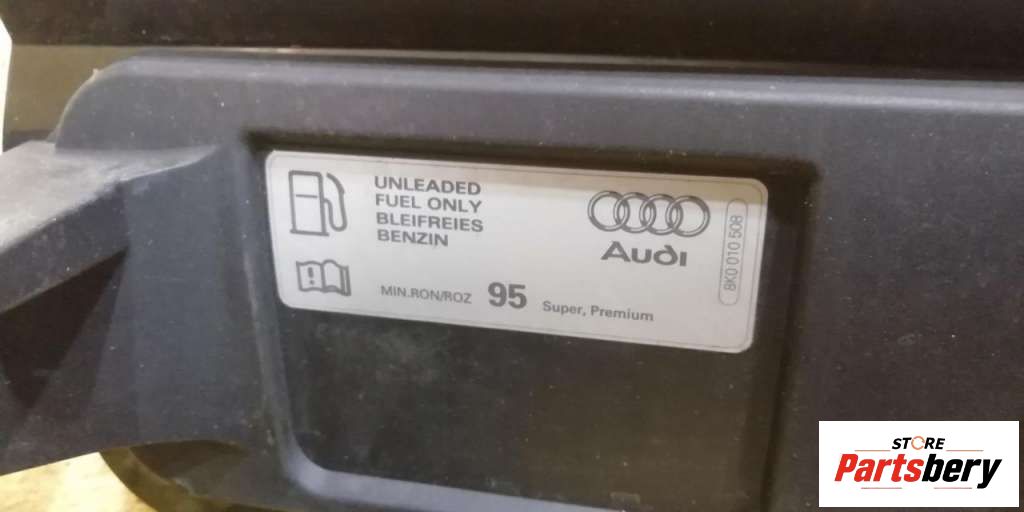 UNLEADED
FUEL ONLY
BLEIFREIES
BENZIN
Audi
8K0 010 508
MIN.RON/ROZ 95 Super, Premium
STORE
Partsbery